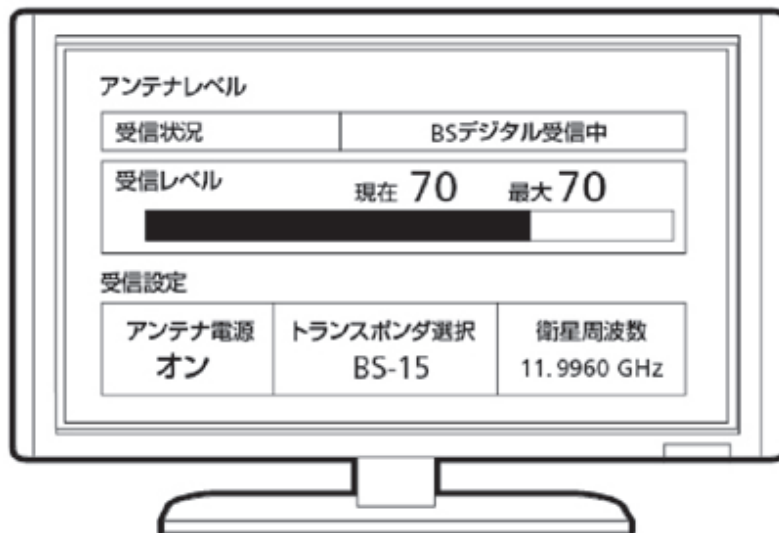 アンテナレベル
受信状況 BSデジタル受信中
受信レベル 現在 70 最大 70
受信設定
アンテナ電源 トランスポンダ選択 衛星周波数
オン BS-15 11.9960 GHz